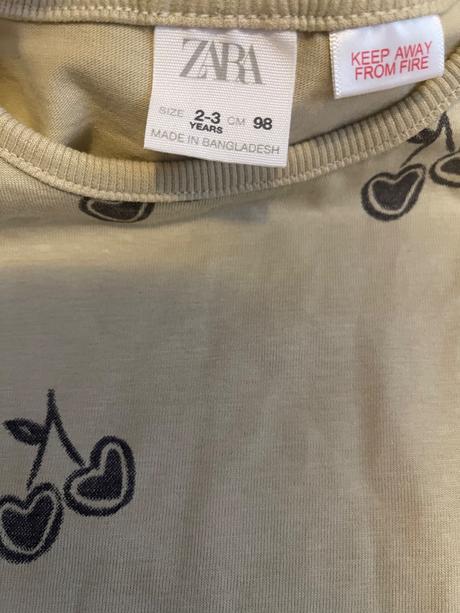 ZARA
SIZE 2-3 YEARS CM 98
MADE IN BANGLADESH
KEEP AWAY
FROM FIRE